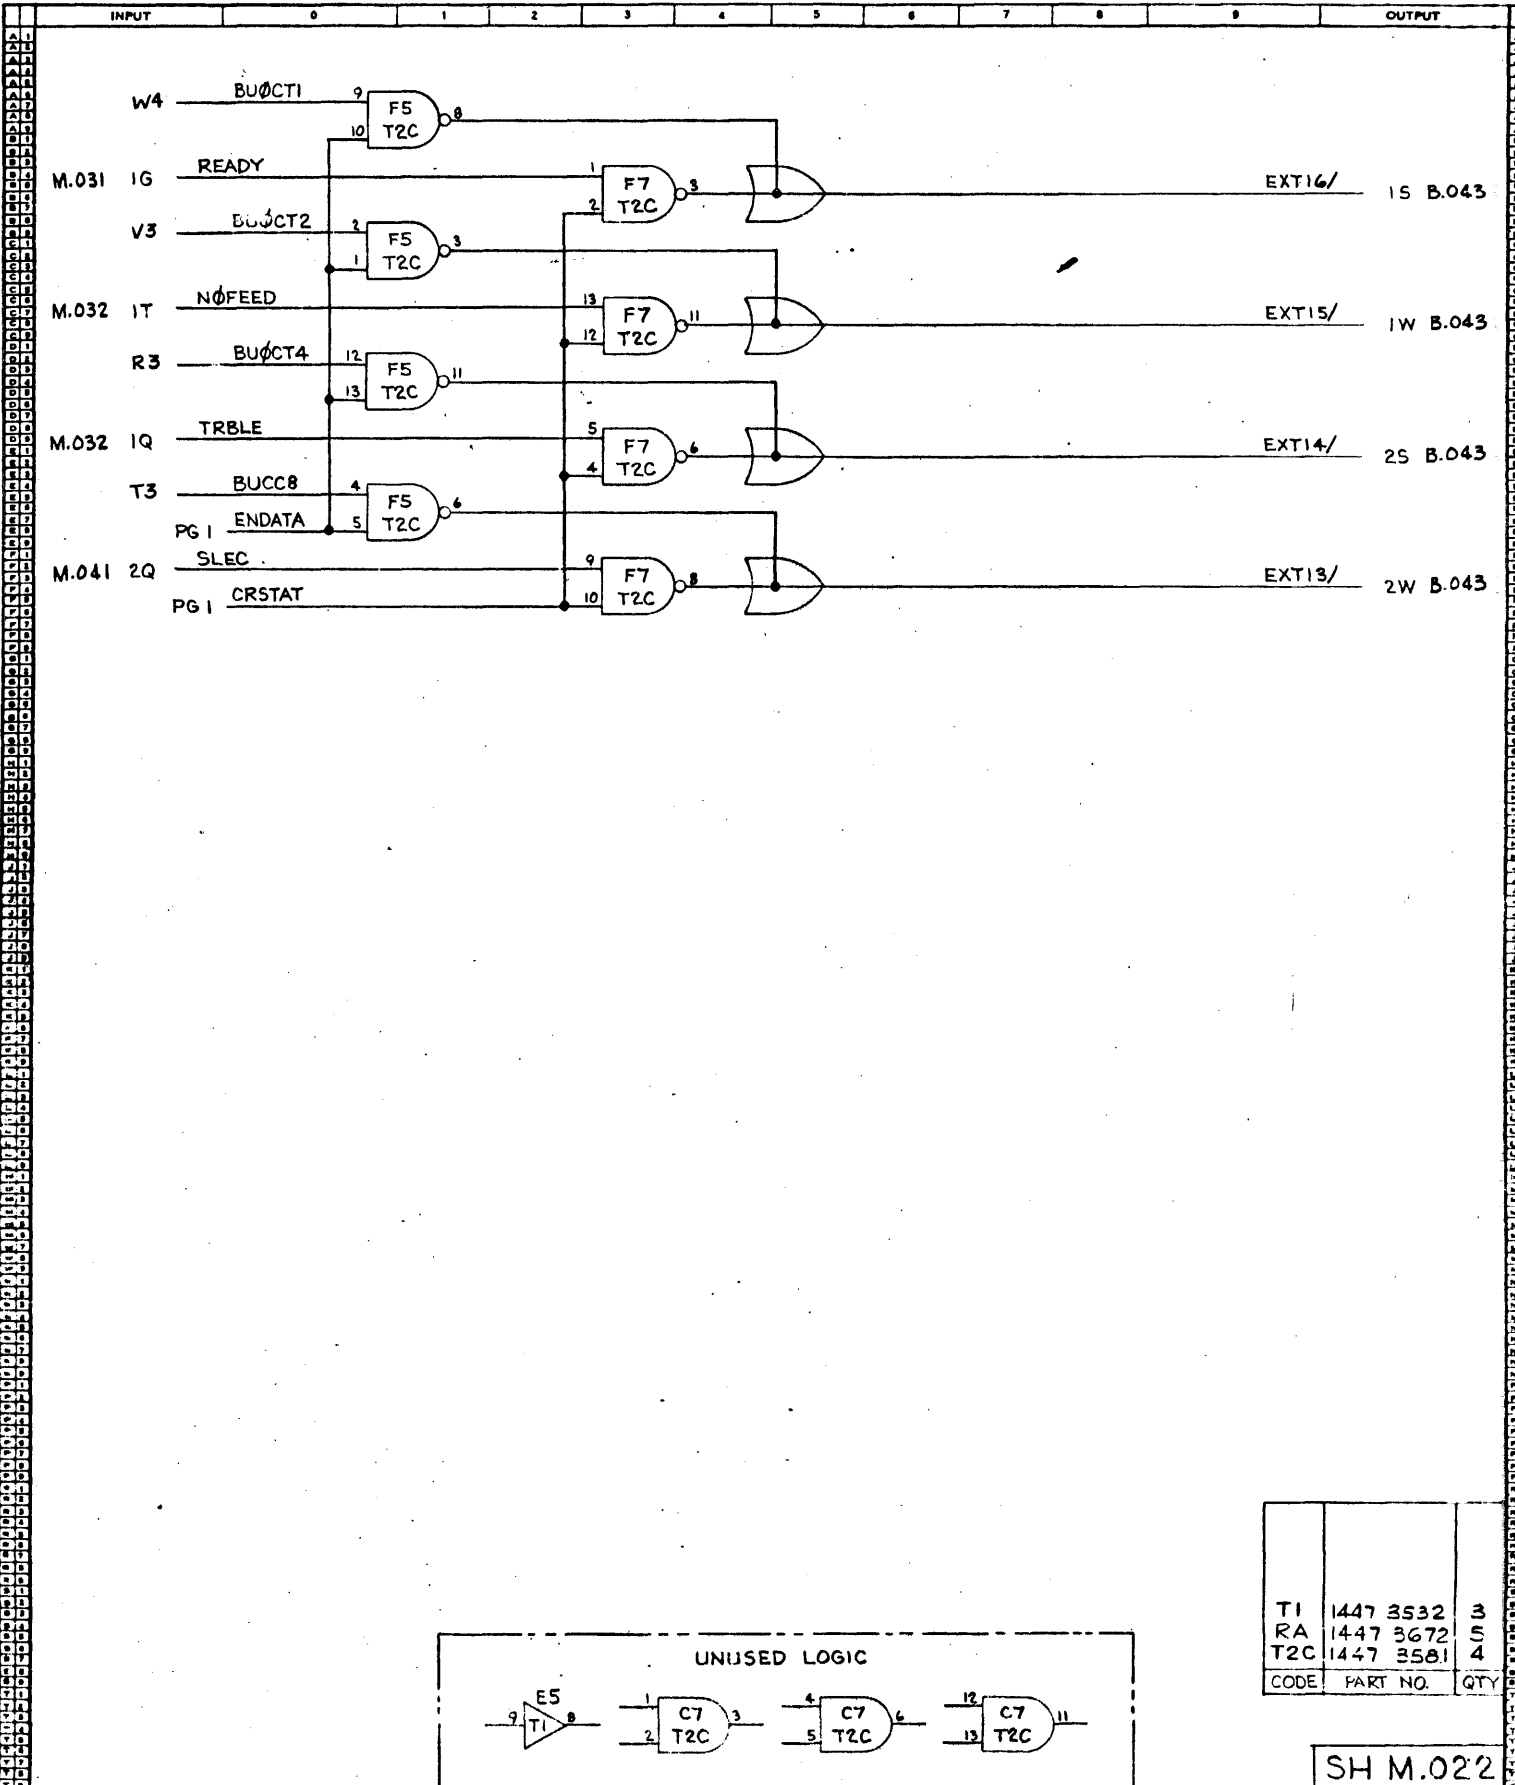 INPUT 0 1 2 3 4 5 6 7 8 9 OUTPUT
W4 BUØCT1 9 F5 8
10 T2C
M.031 1G READY 1 F7 3 EXT16/ 1S B.043
2 T2C
V3 BUØCT2 2 F5 3
1 T2C
M.032 1T NØFEED 13 F7 11 EXT15/ 1W B.043
12 T2C
R3 BUØCT4 12 F5 11
13 T2C
M.032 1Q TRBLE 5 F7 6 EXT14/ 2S B.043
4 T2C
T3 BUCC8 4 F5 6
PG 1 ENDATA 5 T2C
M.041 2Q SLEC 9 F7 8 EXT13/ 2W B.043
PG 1 CRSTAT 10 T2C
T1 1447 3532 3
RA 1447 3672 5
T2C 1447 3581 4
CODE PART NO. QTY
UNUSED LOGIC
E5
9 T1 8
1 C7 3
2 T2C
4 C7 6
5 T2C
12 C7 11
13 T2C
SH M.022